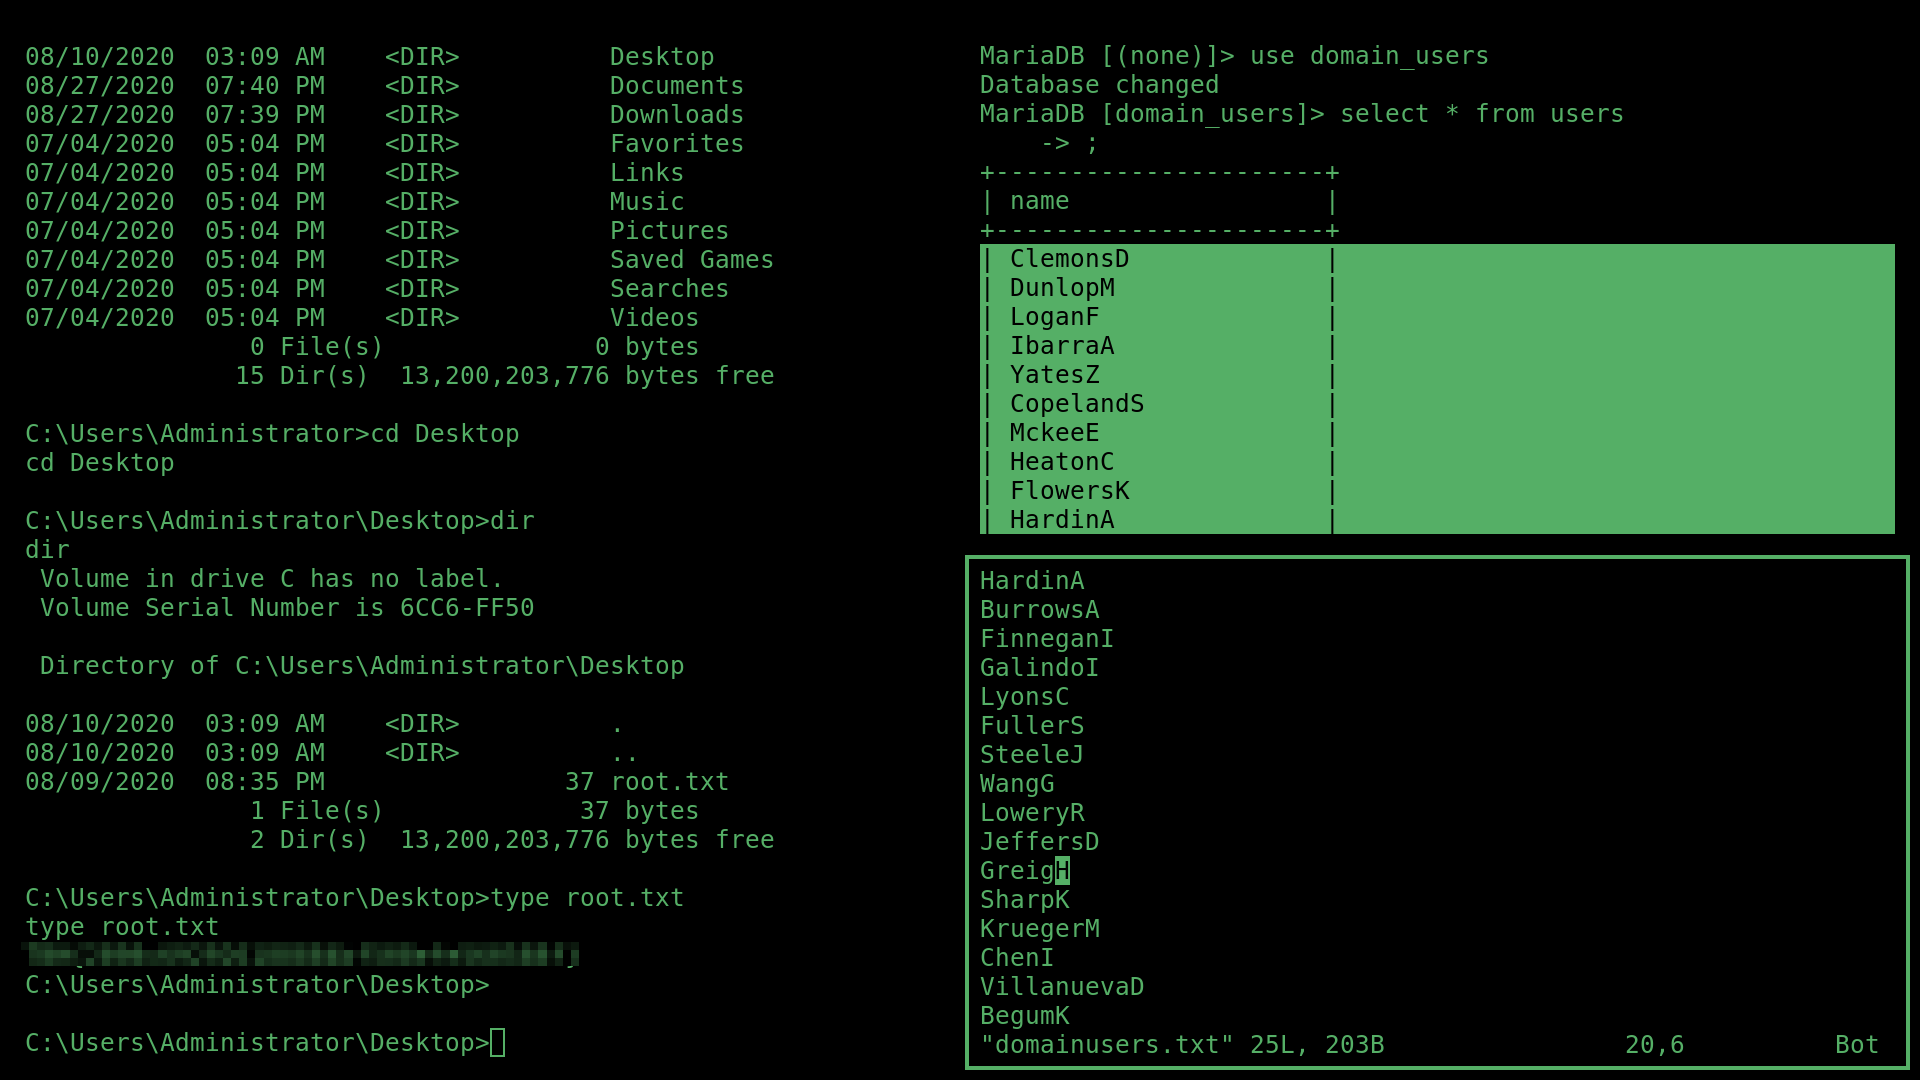 08/10/2020  03:09 AM    <DIR>          Desktop
08/27/2020  07:40 PM    <DIR>          Documents
08/27/2020  07:39 PM    <DIR>          Downloads
07/04/2020  05:04 PM    <DIR>          Favorites
07/04/2020  05:04 PM    <DIR>          Links
07/04/2020  05:04 PM    <DIR>          Music
07/04/2020  05:04 PM    <DIR>          Pictures
07/04/2020  05:04 PM    <DIR>          Saved Games
07/04/2020  05:04 PM    <DIR>          Searches
07/04/2020  05:04 PM    <DIR>          Videos
               0 File(s)              0 bytes
              15 Dir(s)  13,200,203,776 bytes free

C:\Users\Administrator>cd Desktop
cd Desktop

C:\Users\Administrator\Desktop>dir
dir
 Volume in drive C has no label.
 Volume Serial Number is 6CC6-FF50

 Directory of C:\Users\Administrator\Desktop

08/10/2020  03:09 AM    <DIR>          .
08/10/2020  03:09 AM    <DIR>          ..
08/09/2020  08:35 PM                37 root.txt
               1 File(s)             37 bytes
               2 Dir(s)  13,200,203,776 bytes free

C:\Users\Administrator\Desktop>type root.txt
type root.txt
C:\Users\Administrator\Desktop>

C:\Users\Administrator\Desktop>
MariaDB [(none)]> use domain_users
Database changed
MariaDB [domain_users]> select * from users
    -> ;
+----------------------+
| name                 |
+----------------------+
| ClemonsD             |
| DunlopM              |
| LoganF               |
| IbarraA              |
| YatesZ               |
| CopelandS            |
| MckeeE               |
| HeatonC              |
| FlowersK             |
| HardinA              |
HardinA
BurrowsA
FinneganI
GalindoI
LyonsC
FullerS
SteeleJ
WangG
LoweryR
JeffersD
GreigH
SharpK
KruegerM
ChenI
VillanuevaD
BegumK
"domainusers.txt" 25L, 203B                20,6          Bot